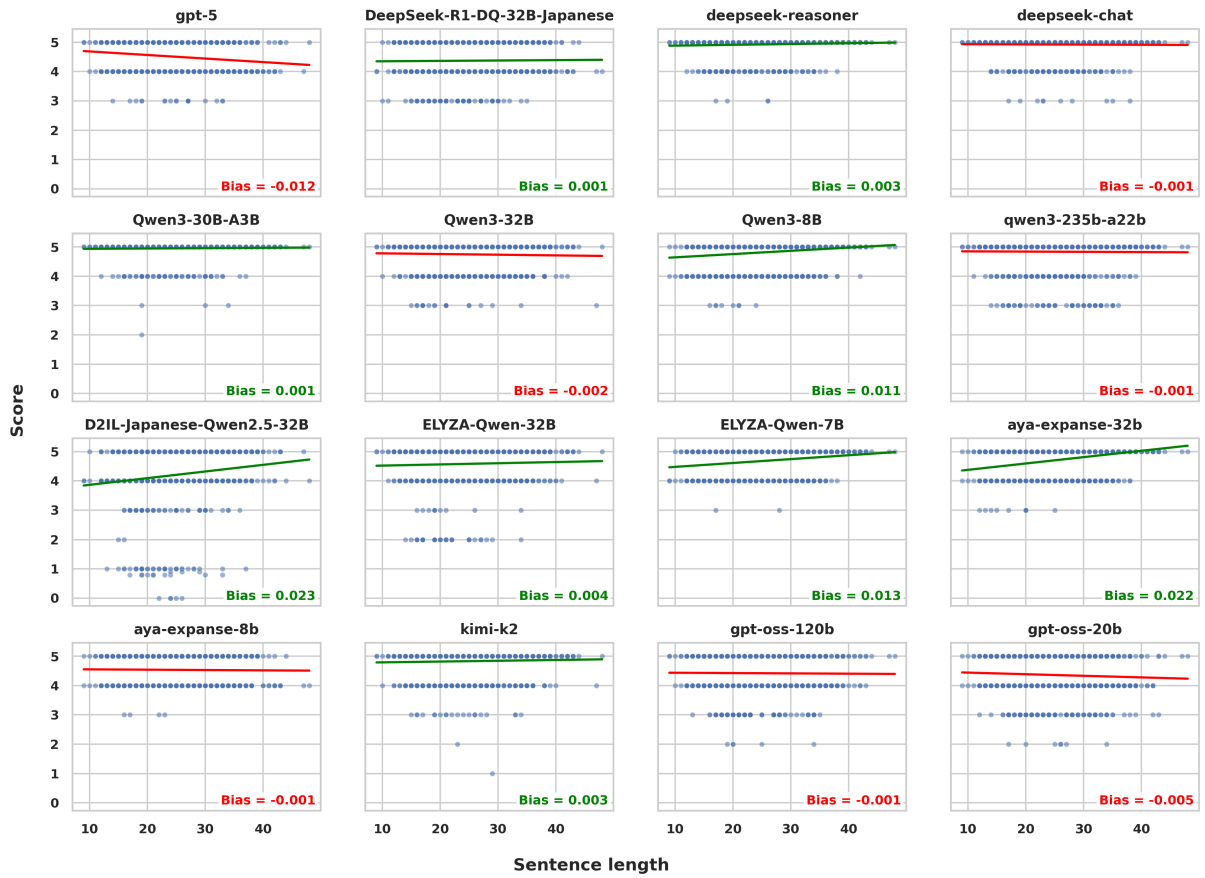 gpt-5
DeepSeek-R1-DQ-32B-Japanese
deepseek-reasoner
deepseek-chat
5
4
3
2
1
0
Bias = -0.012
Bias = 0.001
Bias = 0.003
Bias = -0.001
Qwen3-30B-A3B
Qwen3-32B
Qwen3-8B
qwen3-235b-a22b
5
4
3
2
1
0
Bias = 0.001
Bias = -0.002
Bias = 0.011
Bias = -0.001
Score
D2IL-Japanese-Qwen2.5-32B
ELYZA-Qwen-32B
ELYZA-Qwen-7B
aya-expanse-32b
5
4
3
2
1
0
Bias = 0.023
Bias = 0.004
Bias = 0.013
Bias = 0.022
aya-expanse-8b
kimi-k2
gpt-oss-120b
gpt-oss-20b
5
4
3
2
1
0
Bias = -0.001
Bias = 0.003
Bias = -0.001
Bias = -0.005
10 20 30 40
10 20 30 40
10 20 30 40
10 20 30 40
Sentence length